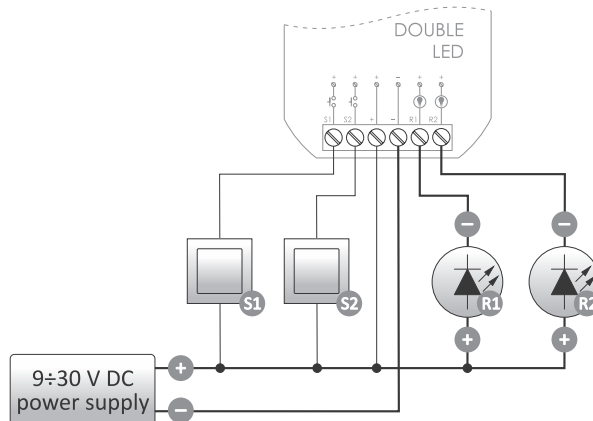 DOUBLE
LED
+ + + − + +
S1 S2 + − R1 R2
− −
S1 S2 R1 R2
+ +
9÷30 V DC
power supply
+
−